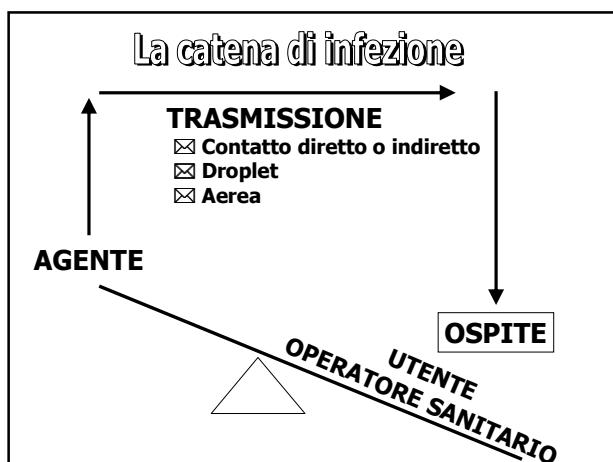 La catena di infezione
TRASMISSIONE
Contatto diretto o indiretto
Droplet
Aerea
AGENTE
OSPITE
UTENTE
OPERATORE SANITARIO